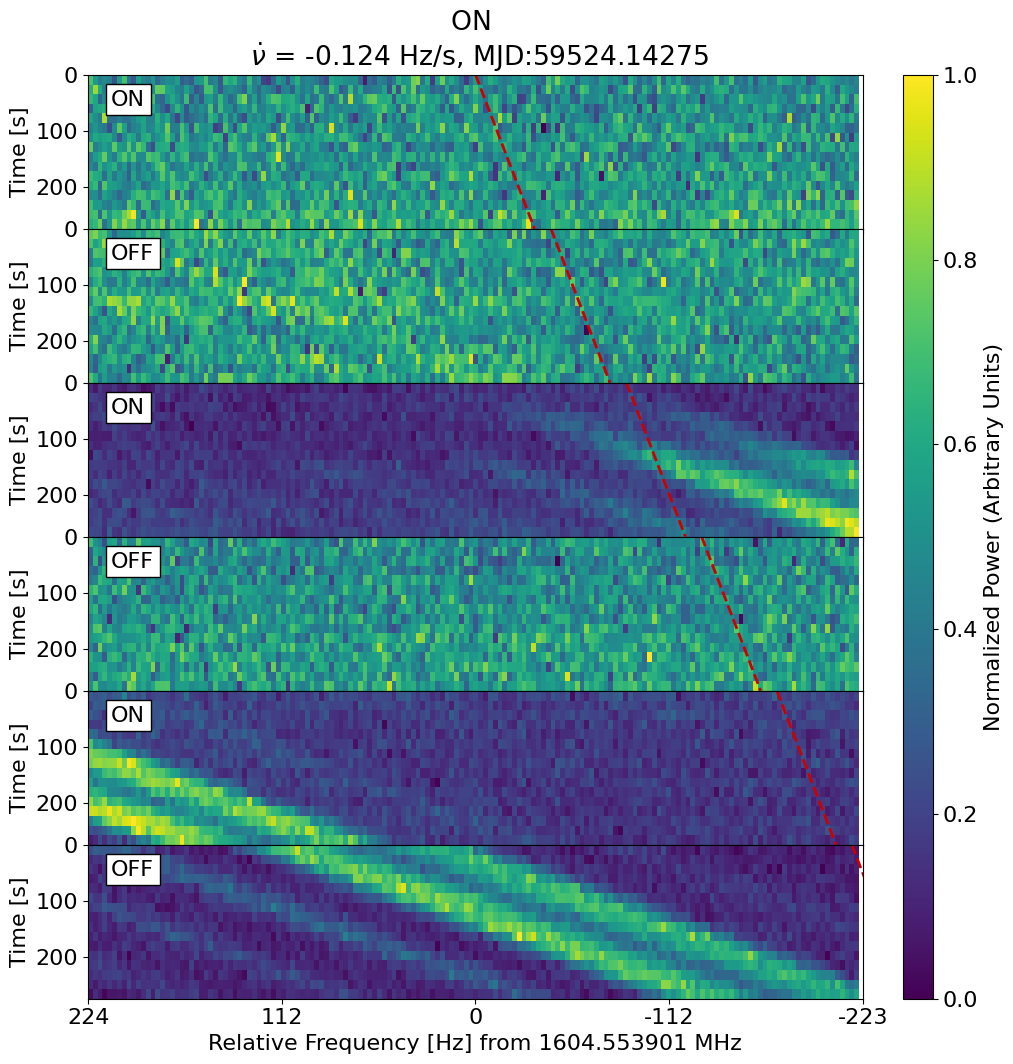 ON
ν̇ = -0.124 Hz/s, MJD:59524.14275
0
ON
100
Time [s]
200
0
OFF
100
Time [s]
200
0
ON
100
Time [s]
200
0
OFF
100
Time [s]
200
0
ON
100
Time [s]
200
0
OFF
100
Time [s]
200
224 112 0 -112 -223
Relative Frequency [Hz] from 1604.553901 MHz
1.0
0.8
0.6
0.4
0.2
0.0
Normalized Power (Arbitrary Units)